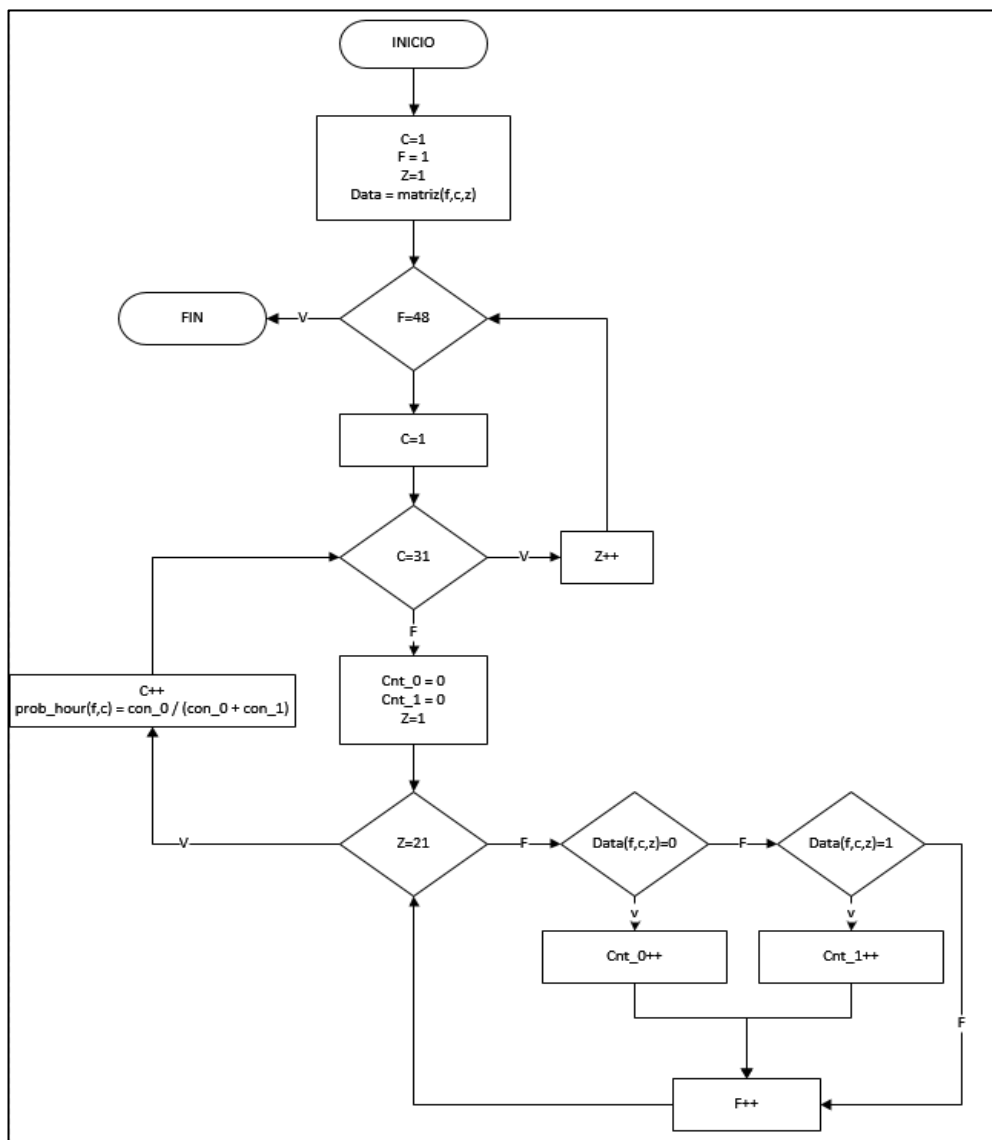 INICIO
C=1
F = 1
Z=1
Data = matriz(f,c,z)
FIN
V
F=48
C=1
C=31
V
Z++
F
C++
prob_hour(f,c) = con_0 / (con_0 + con_1)
Cnt_0 = 0
Cnt_1 = 0
Z=1
V
Z=21
F
Data(f,c,z)=0
F
Data(f,c,z)=1
v
v
Cnt_0++
Cnt_1++
F
F++